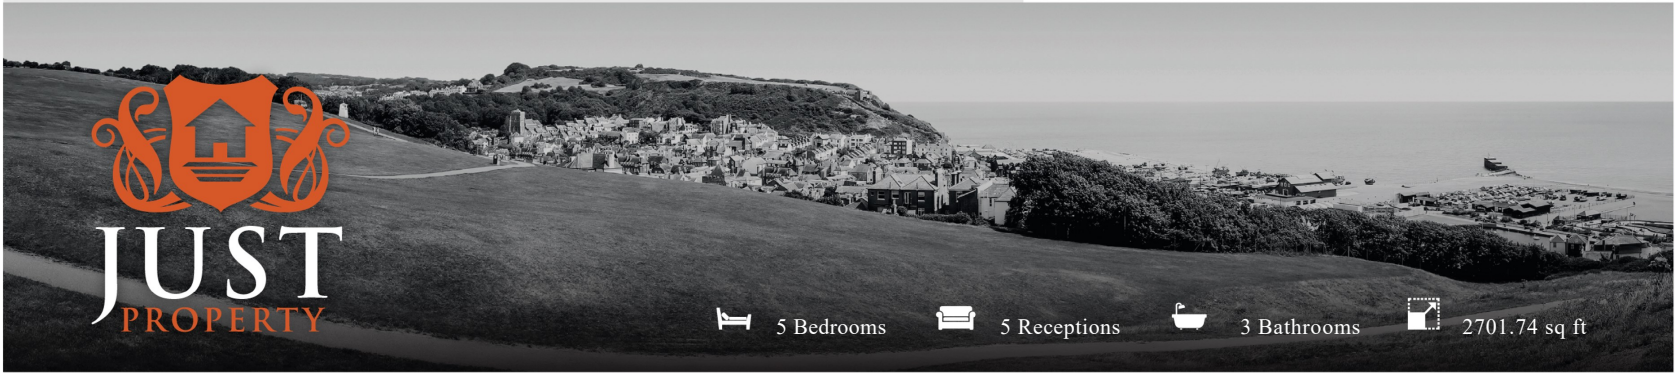 JUST
PROPERTY
5 Bedrooms
5 Receptions
3 Bathrooms
2701.74 sq ft